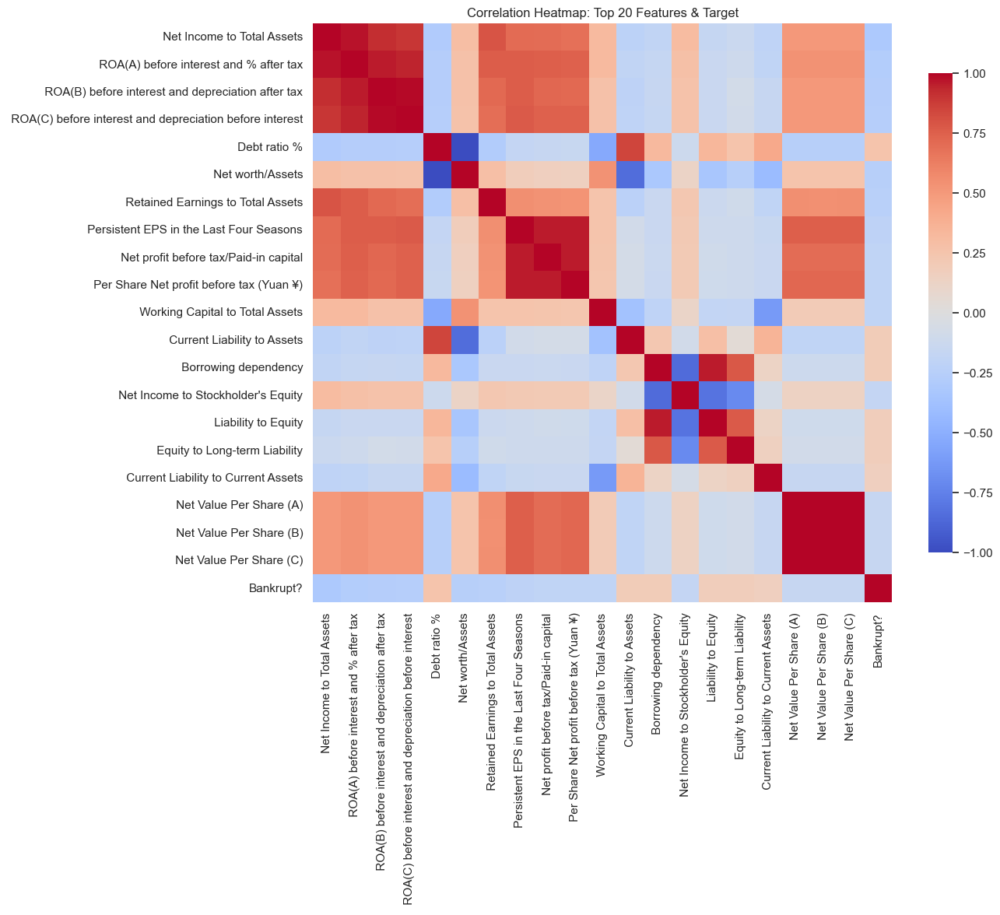 Correlation Heatmap: Top 20 Features & Target
Net Income to Total Assets
ROA(A) before interest and % after tax
ROA(B) before interest and depreciation after tax
ROA(C) before interest and depreciation before interest
Debt ratio %
Net worth/Assets
Retained Earnings to Total Assets
Persistent EPS in the Last Four Seasons
Net profit before tax/Paid-in capital
Per Share Net profit before tax (Yuan ¥)
Working Capital to Total Assets
Current Liability to Assets
Borrowing dependency
Net Income to Stockholder's Equity
Liability to Equity
Equity to Long-term Liability
Current Liability to Current Assets
Net Value Per Share (A)
Net Value Per Share (B)
Net Value Per Share (C)
Bankrupt?
Net Income to Total Assets
ROA(A) before interest and % after tax
ROA(B) before interest and depreciation after tax
ROA(C) before interest and depreciation before interest
Debt ratio %
Net worth/Assets
Retained Earnings to Total Assets
Persistent EPS in the Last Four Seasons
Net profit before tax/Paid-in capital
Per Share Net profit before tax (Yuan ¥)
Working Capital to Total Assets
Current Liability to Assets
Borrowing dependency
Net Income to Stockholder's Equity
Liability to Equity
Equity to Long-term Liability
Current Liability to Current Assets
Net Value Per Share (A)
Net Value Per Share (B)
Net Value Per Share (C)
Bankrupt?
1.00
0.75
0.50
0.25
0.00
−0.25
−0.50
−0.75
−1.00